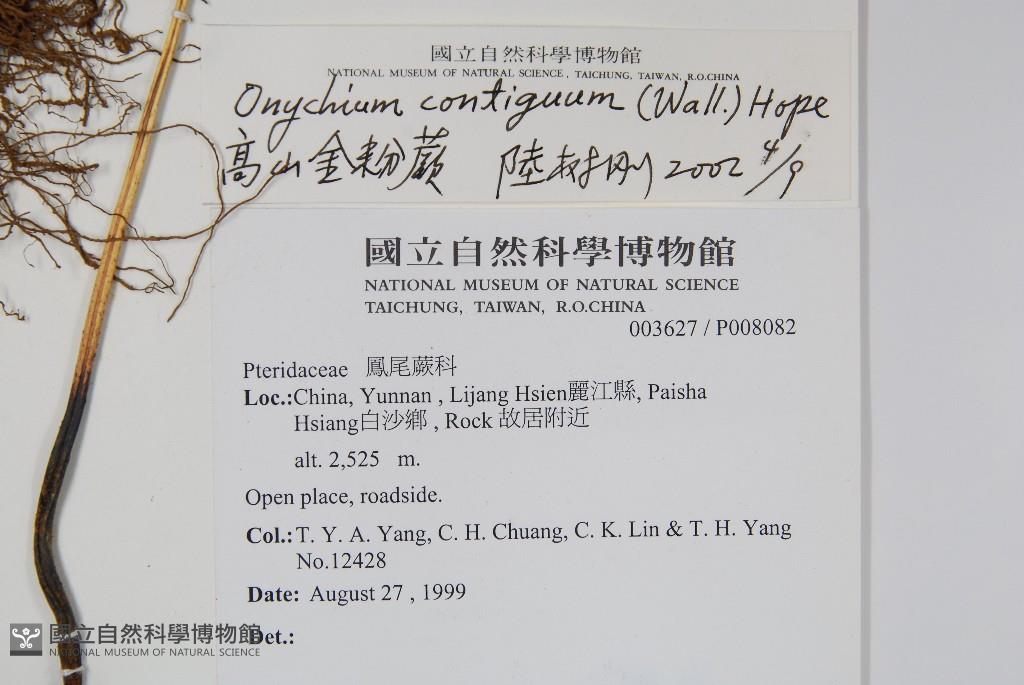 國立自然科學博物館
NATIONAL MUSEUM OF NATURAL SCIENCE, TAICHUNG, TAIWAN, R.O.CHINA
Onychium contiguum (Wall.) Hope
高山金粉蕨 陸樹剛 2002 4/9
國立自然科學博物館
NATIONAL MUSEUM OF NATURAL SCIENCE
TAICHUNG, TAIWAN, R.O.CHINA
003627 / P008082
Pteridaceae 鳳尾蕨科
Loc.:China, Yunnan , Lijang Hsien麗江縣, Paisha
Hsiang白沙鄉 , Rock 故居附近
alt. 2,525 m.
Open place, roadside.
Col.: T. Y. A. Yang, C. H. Chuang, C. K. Lin & T. H. Yang
No.12428
Date: August 27 , 1999
Det.:
國立自然科學博物館
NATIONAL MUSEUM OF NATURAL SCIENCE